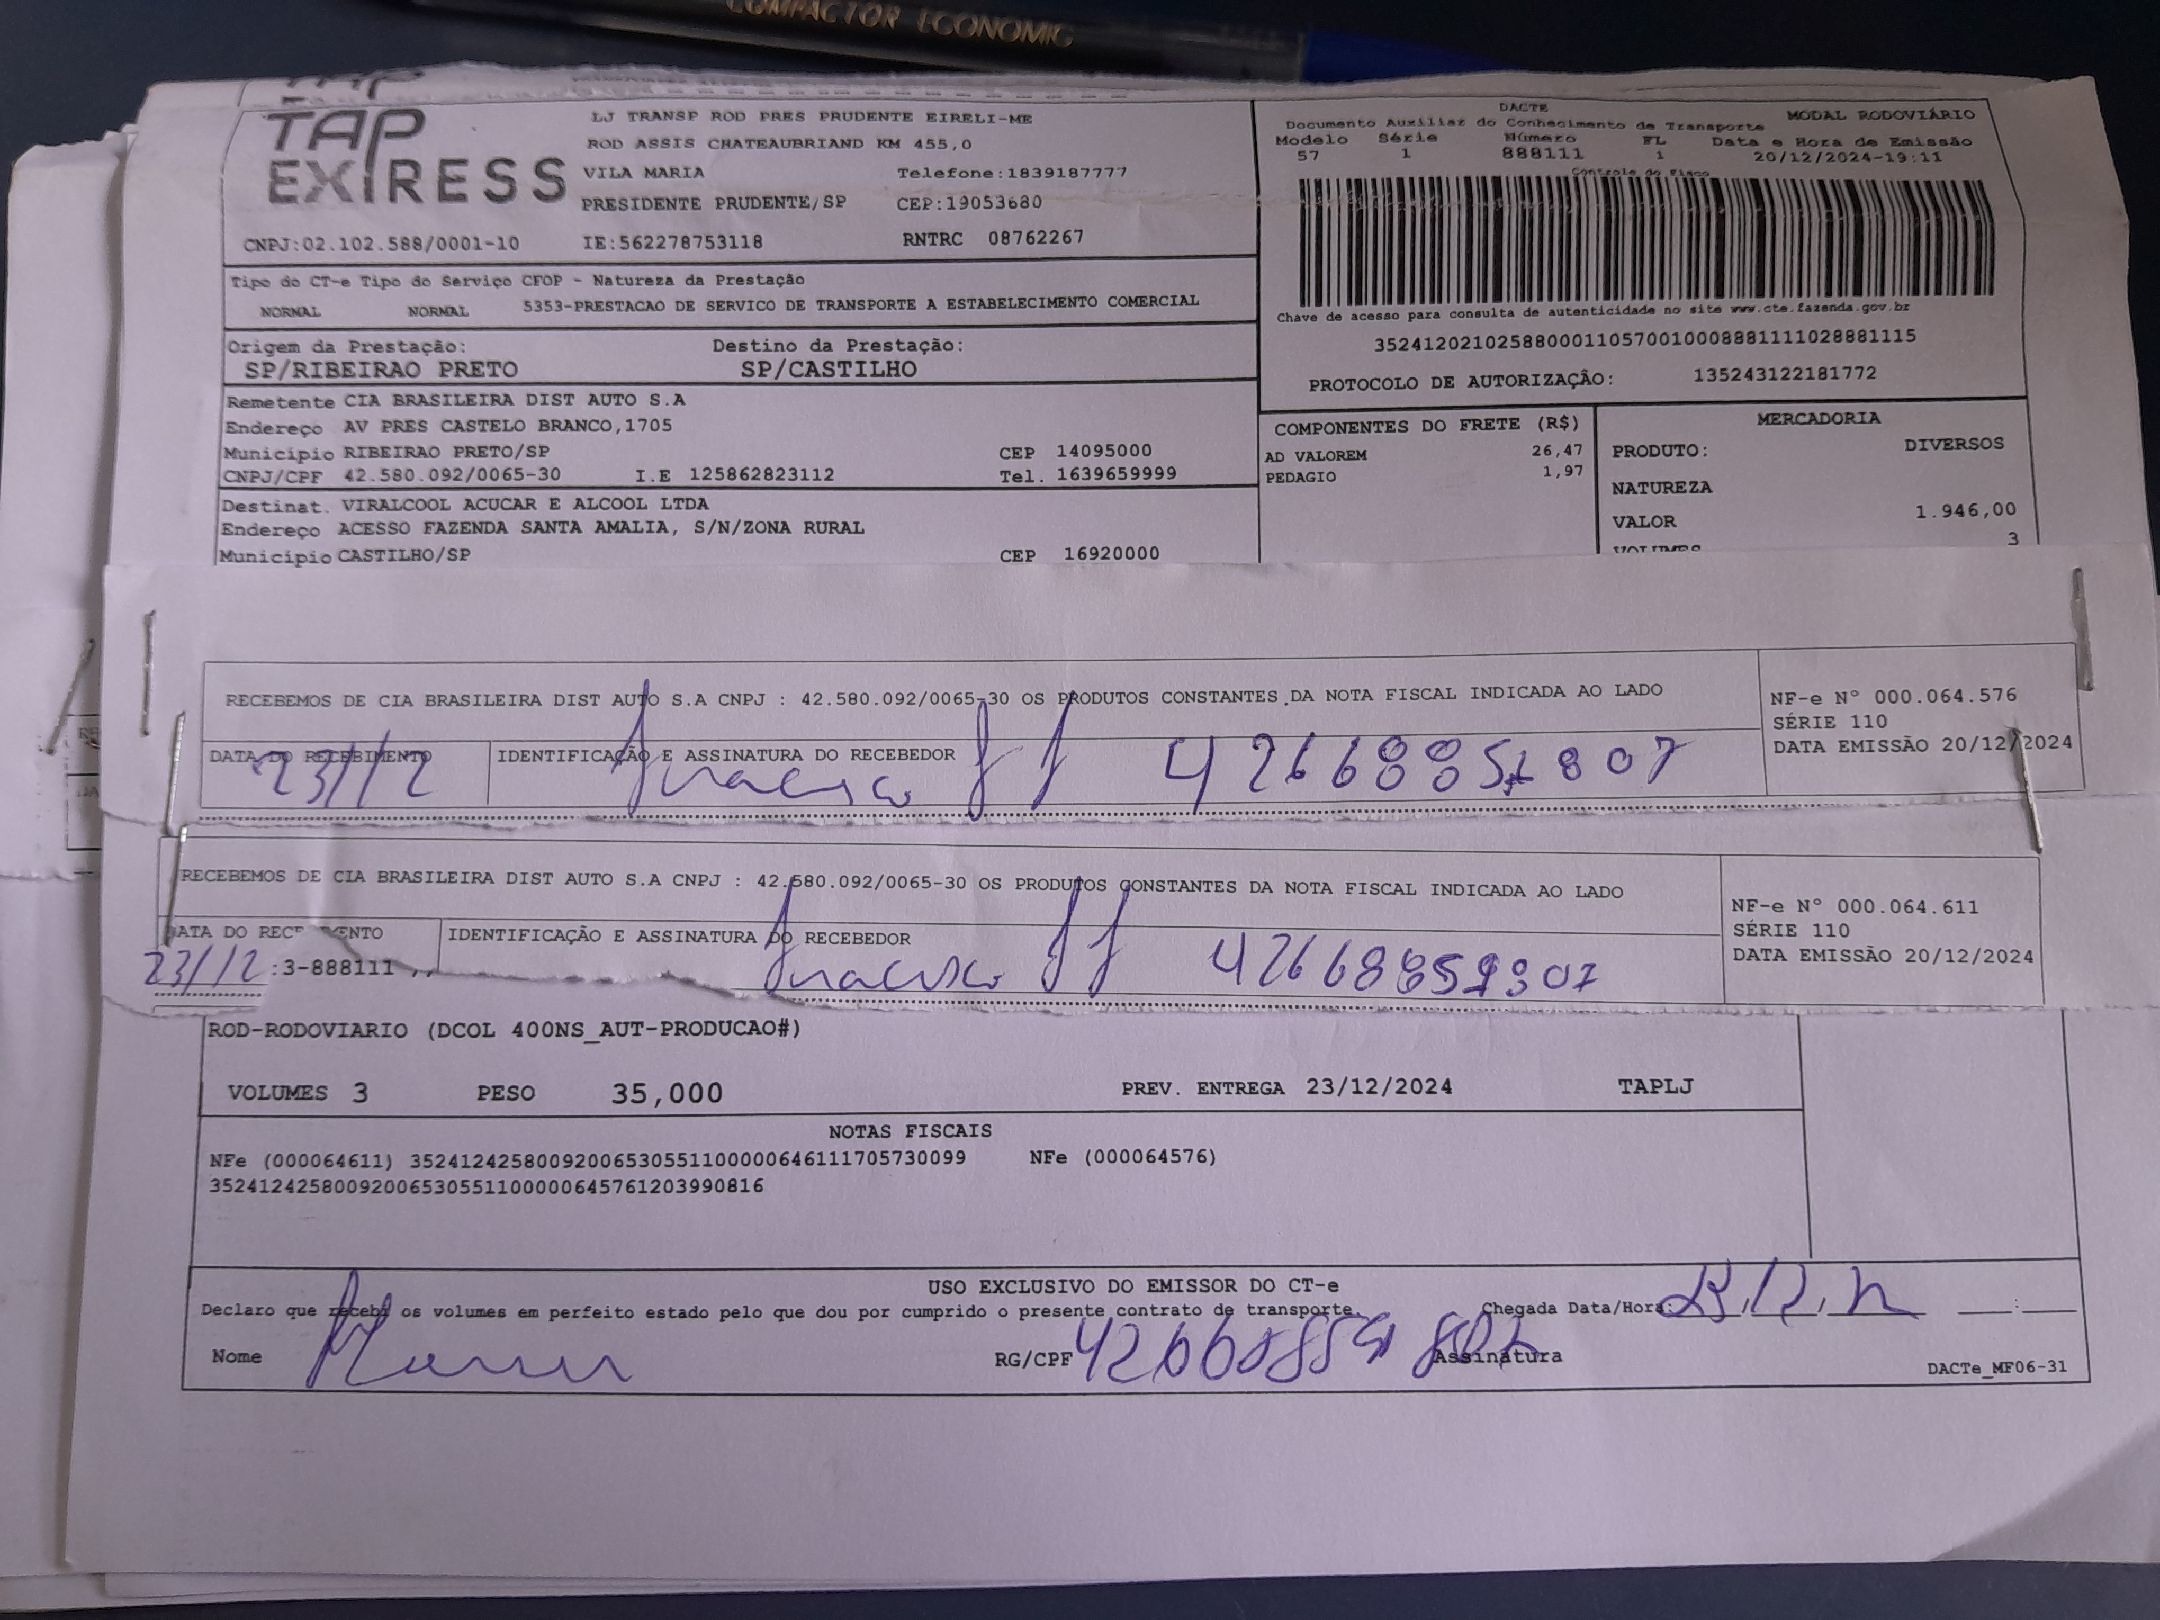 COMPACTOR ECONOMIC
TAP EXPRESS
LJ TRANSP ROD PRES PRUDENTE EIRELI-ME
ROD ASSIS CHATEAUBRIAND KM 455,0
VILA MARIA Telefone:1839187777
PRESIDENTE PRUDENTE/SP CEP:19053680
CNPJ:02.102.588/0001-10 IE:562278753118 RNTRC 08762267
DACTE MODAL RODOVIÁRIO
Documento Auxiliar do Conhecimento de Transporte
Modelo Série Número FL Data e Hora de Emissão
57 1 888111 1 20/12/2024-19:11
Controle do Fisco
Chave de acesso para consulta de autenticidade no site www.cte.fazenda.gov.br
35241202102588000110570010008881111028881115
PROTOCOLO DE AUTORIZAÇÂO: 135243122181772
Tipo do CT-e Tipo do Serviço CFOP - Natureza da Prestação
NORMAL NORMAL 5353-PRESTACAO DE SERVICO DE TRANSPORTE A ESTABELECIMENTO COMERCIAL
Origem da Prestação: Destino da Prestação:
SP/RIBEIRAO PRETO SP/CASTILHO
Remetente CIA BRASILEIRA DIST AUTO S.A
Endereço AV PRES CASTELO BRANCO,1705
Município RIBEIRAO PRETO/SP CEP 14095000
CNPJ/CPF 42.580.092/0065-30 I.E 125862823112 Tel. 1639659999
Destinat. VIRALCOOL ACUCAR E ALCOOL LTDA
Endereço ACESSO FAZENDA SANTA AMALIA, S/N/ZONA RURAL
Município CASTILHO/SP CEP 16920000
COMPONENTES DO FRETE (R$)
AD VALOREM 26,47
PEDAGIO 1,97
MERCADORIA
PRODUTO: DIVERSOS
NATUREZA
VALOR 1.946,00
VOLUMES 3
RECEBEMOS DE CIA BRASILEIRA DIST AUTO S.A CNPJ : 42.580.092/0065-30 OS PRODUTOS CONSTANTES DA NOTA FISCAL INDICADA AO LADO
NF-e N° 000.064.576
SÉRIE 110
DATA EMISSÃO 20/12/2024
DATA DO RECEBIMENTO IDENTIFICAÇÃO E ASSINATURA DO RECEBEDOR
23/12
RECEBEMOS DE CIA BRASILEIRA DIST AUTO S.A CNPJ : 42.580.092/0065-30 OS PRODUTOS CONSTANTES DA NOTA FISCAL INDICADA AO LADO
NF-e N° 000.064.611
SÉRIE 110
DATA EMISSÃO 20/12/2024
DATA DO RECEBIMENTO IDENTIFICAÇÃO E ASSINATURA DO RECEBEDOR
23/12 :3-888111
ROD-RODOVIARIO (DCOL 400NS_AUT-PRODUCAO#)
VOLUMES 3 PESO 35,000 PREV. ENTREGA 23/12/2024 TAPLJ
NOTAS FISCAIS
NFe (000064611) 35241242580092006530551100000646111705730099 NFe (000064576)
35241242580092006530551100000645761203990816
USO EXCLUSIVO DO EMISSOR DO CT-e
Declaro que recebi os volumes em perfeito estado pelo que dou por cumprido o presente contrato de transporte. Chegada Data/Hora:
Nome RG/CPF Assinatura
DACTe_MF06-31